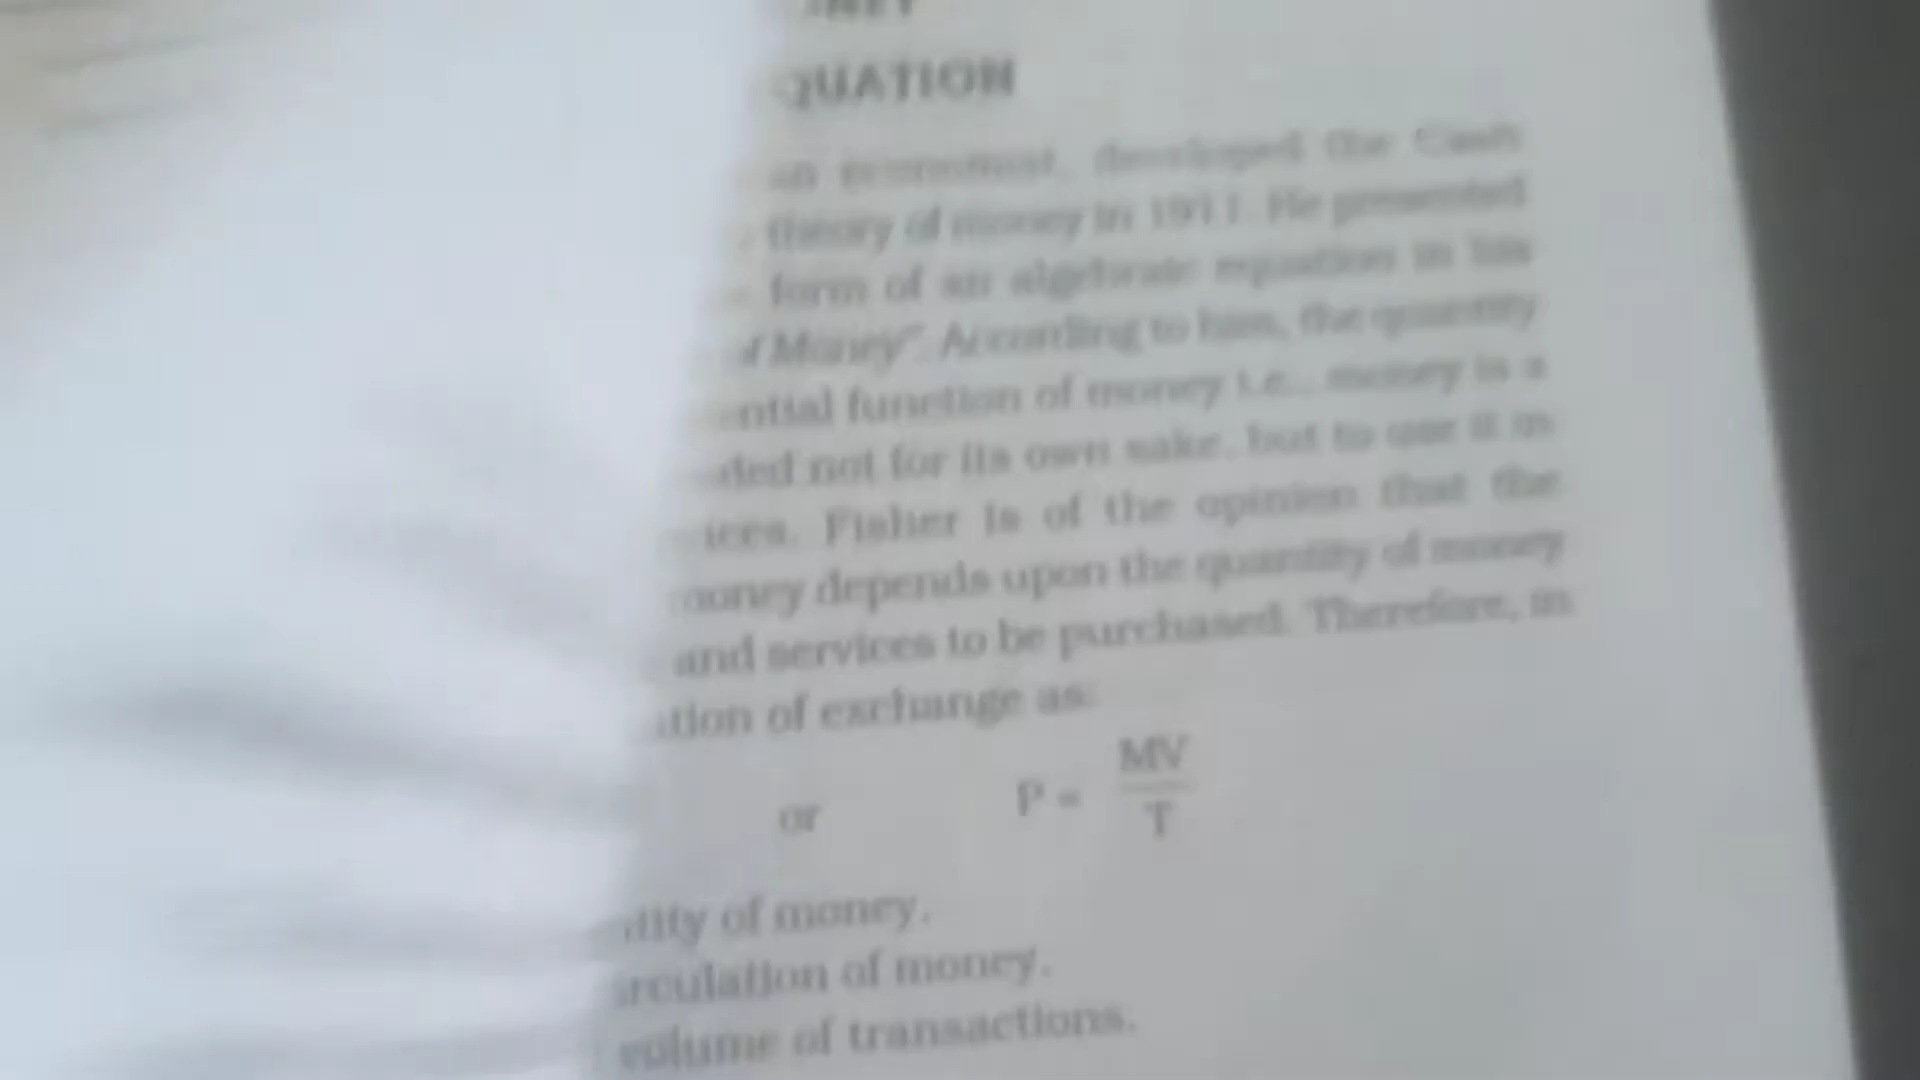 QUATION
an economist, developed the Cash
theory of money in 1911. He presented
form of an algebraic equation in his
of Money". According to him, the quantity
ntial function of money i.e., money is a
ded not for its own sake, but to use it in
ices. Fisher is of the opinion that the
money depends upon the quantity of money
and services to be purchased. Therefore, in
tion of exchange as:
or P = MV
T
tity of money.
irculation of money.
volume of transactions.